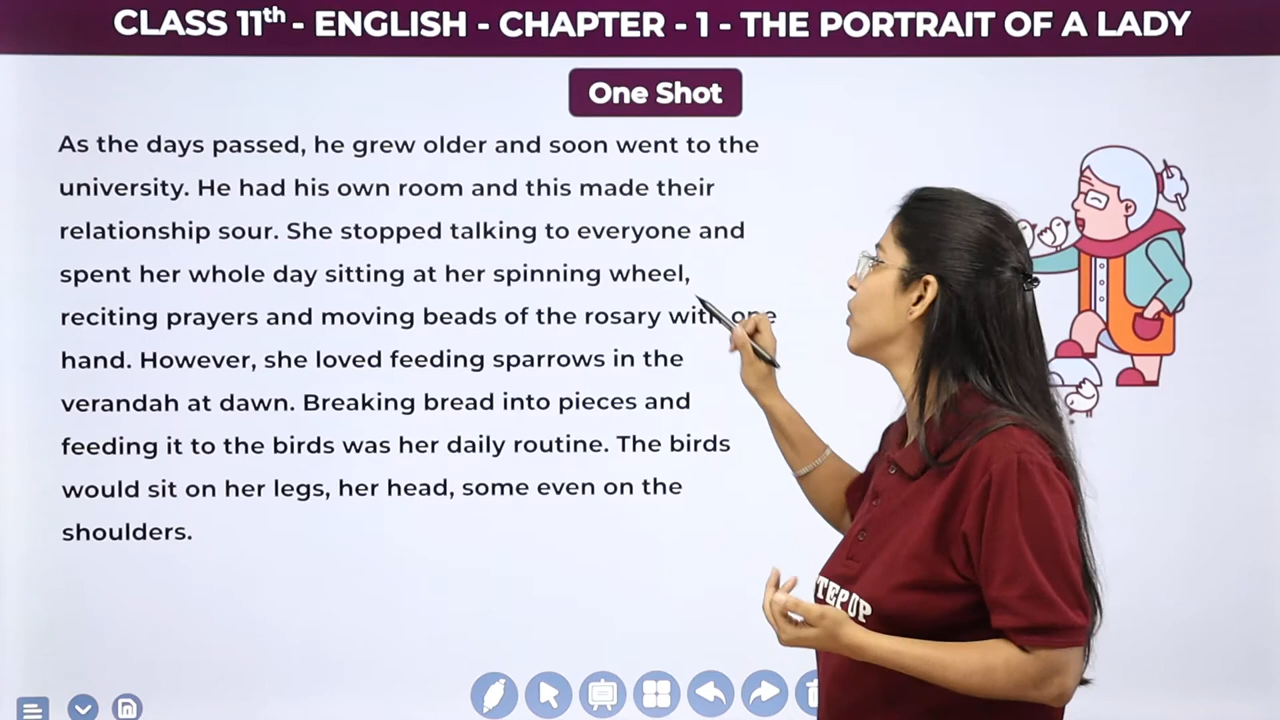 CLASS 11th - ENGLISH - CHAPTER - 1 - THE PORTRAIT OF A LADY
One Shot
As the days passed, he grew older and soon went to the
university. He had his own room and this made their
relationship sour. She stopped talking to everyone and
spent her whole day sitting at her spinning wheel,
reciting prayers and moving beads of the rosary with one
hand. However, she loved feeding sparrows in the
verandah at dawn. Breaking bread into pieces and
feeding it to the birds was her daily routine. The birds
would sit on her legs, her head, some even on the
shoulders.
TEPUP